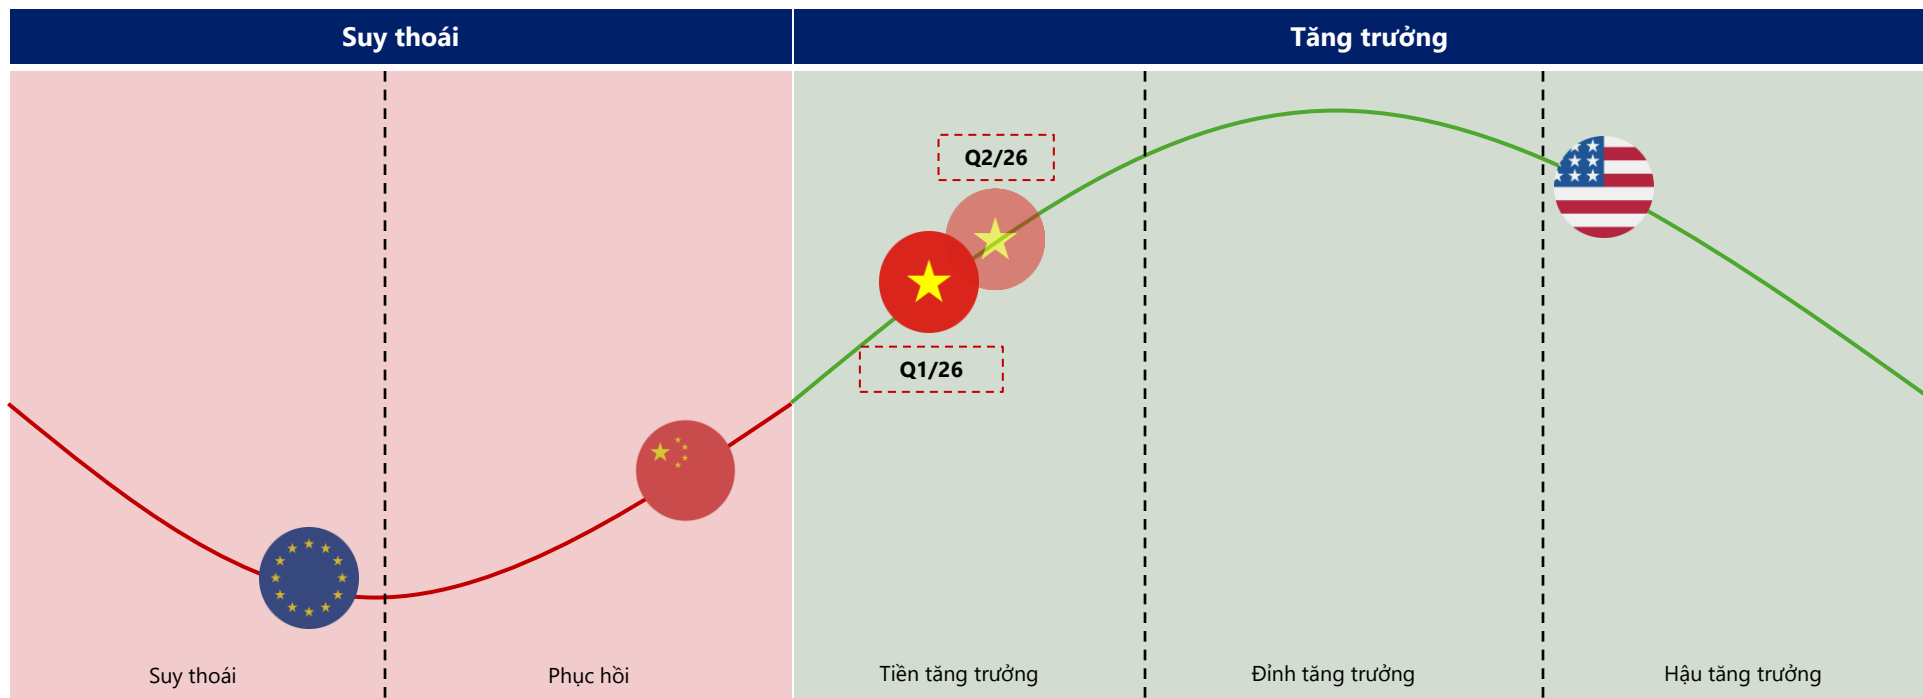 Suy thoái
Tăng trưởng
Q2/26
Q1/26
Suy thoái
Phục hồi
Tiền tăng trưởng
Đỉnh tăng trưởng
Hậu tăng trưởng